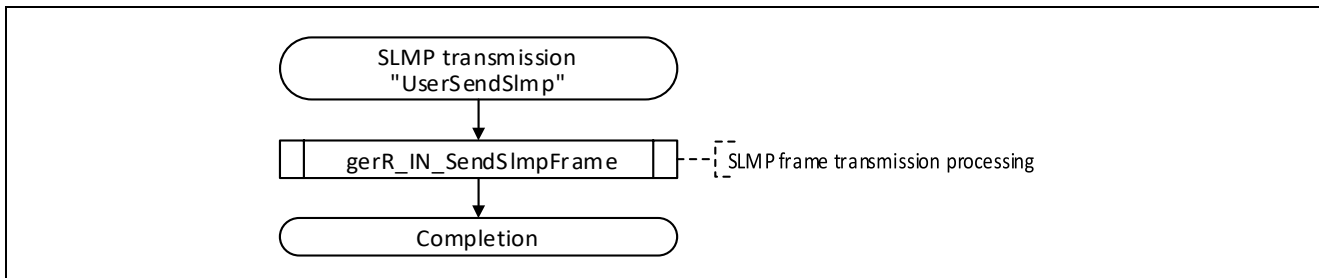 SLMP transmission
"UserSendSlmp"
gerR_IN_SendSlmpFrame
SLMP frame transmission processing
Completion